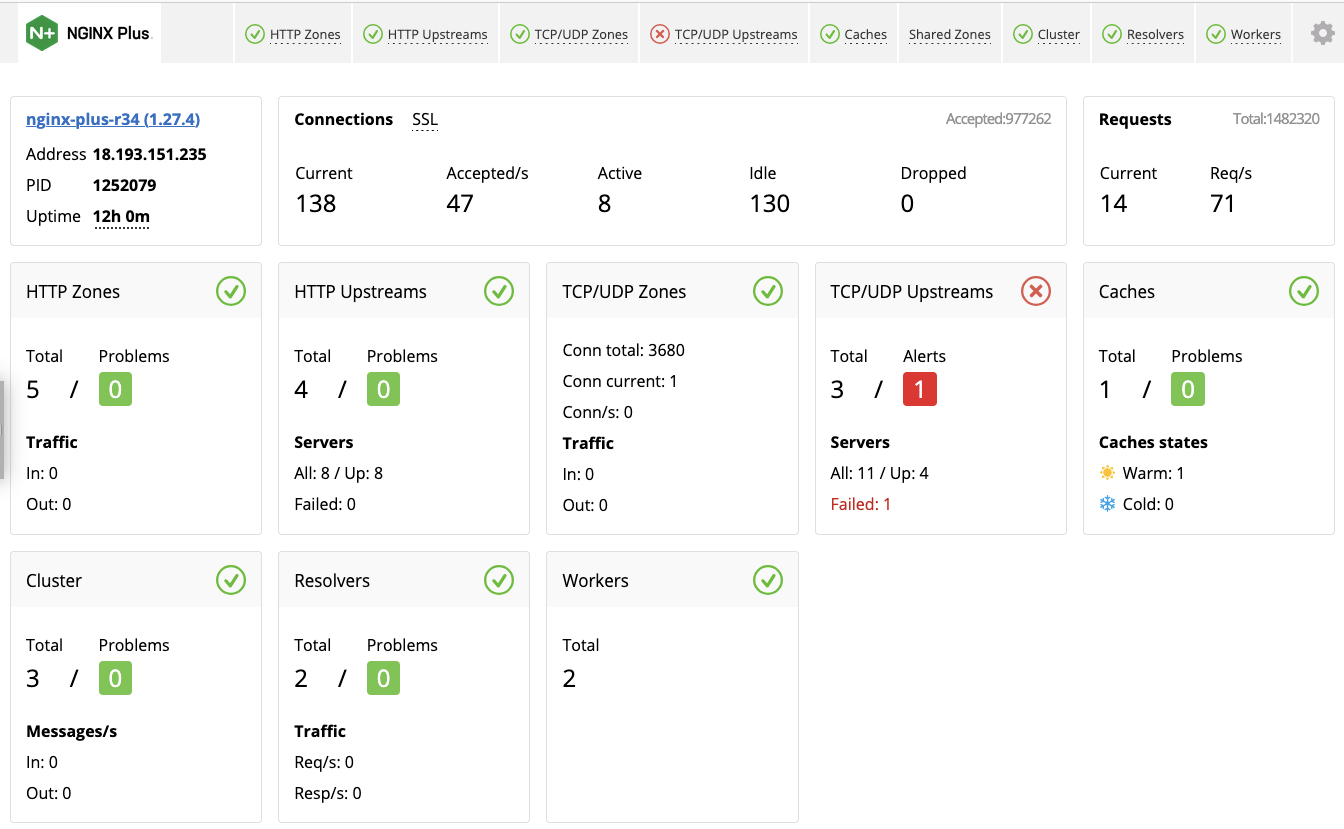 N+ NGINX Plus
HTTP Zones
HTTP Upstreams
TCP/UDP Zones
TCP/UDP Upstreams
Caches
Shared Zones
Cluster
Resolvers
Workers
nginx-plus-r34 (1.27.4)
Address 18.193.151.235
PID 1252079
Uptime 12h 0m
Connections SSL Accepted:977262
Current Accepted/s Active Idle Dropped
138 47 8 130 0
Requests Total:1482320
Current Req/s
14 71
HTTP Zones
Total Problems
5 / 0
Traffic
In: 0
Out: 0
HTTP Upstreams
Total Problems
4 / 0
Servers
All: 8 / Up: 8
Failed: 0
TCP/UDP Zones
Conn total: 3680
Conn current: 1
Conn/s: 0
Traffic
In: 0
Out: 0
TCP/UDP Upstreams
Total Alerts
3 / 1
Servers
All: 11 / Up: 4
Failed: 1
Caches
Total Problems
1 / 0
Caches states
Warm: 1
Cold: 0
Cluster
Total Problems
3 / 0
Messages/s
In: 0
Out: 0
Resolvers
Total Problems
2 / 0
Traffic
Req/s: 0
Resp/s: 0
Workers
Total
2